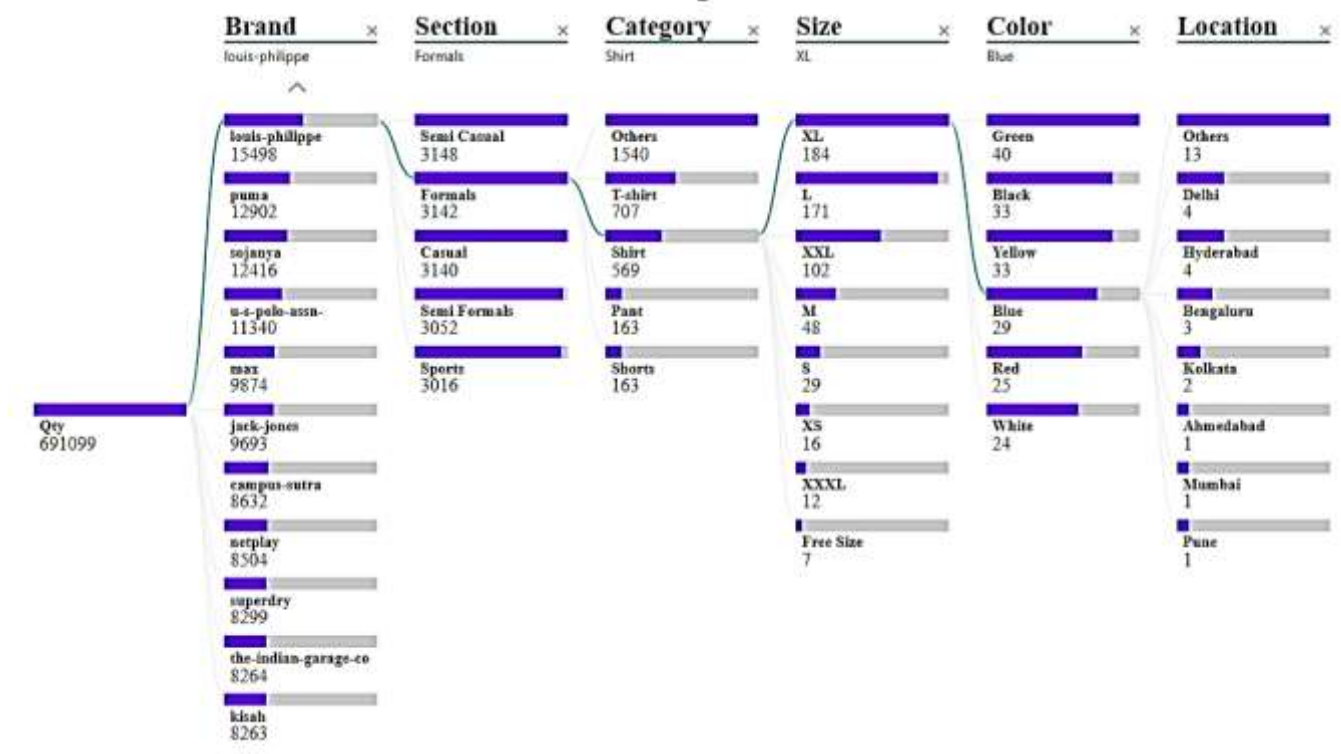 Brand × Section × Category × Size × Color × Location ×
louis-philippe Formals Shirt XL Blue
Qty
691099
louis-philippe
15498
puma
12902
sojanya
12416
u-s-polo-assn-
11340
max
9874
jack-jones
9693
campus-sutra
8632
netplay
8504
superdry
8299
the-indian-garage-co
8264
kisah
8263
Semi Casual
3148
Formals
3142
Casual
3140
Semi Formals
3052
Sports
3016
Others
1540
T-shirt
707
Shirt
569
Pant
163
Shorts
163
XL
184
L
171
XXL
102
M
48
S
29
XS
16
XXXL
12
Free Size
7
Green
40
Black
33
Yellow
33
Blue
29
Red
25
White
24
Others
13
Delhi
4
Hyderabad
4
Bengaluru
3
Kolkata
2
Ahmedabad
1
Mumbai
1
Pune
1